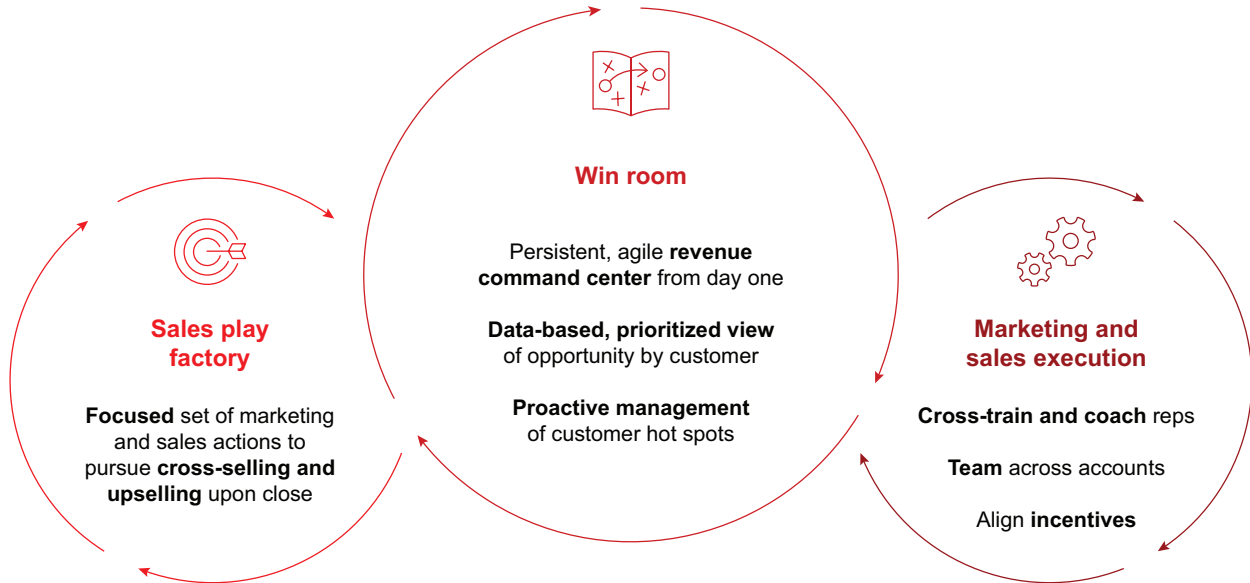 Win room
Persistent, agile revenue
command center from day one
Data-based, prioritized view
of opportunity by customer
Proactive management
of customer hot spots
Sales play
factory
Focused set of marketing
and sales actions to
pursue cross-selling and
upselling upon close
Marketing and
sales execution
Cross-train and coach reps
Team across accounts
Align incentives